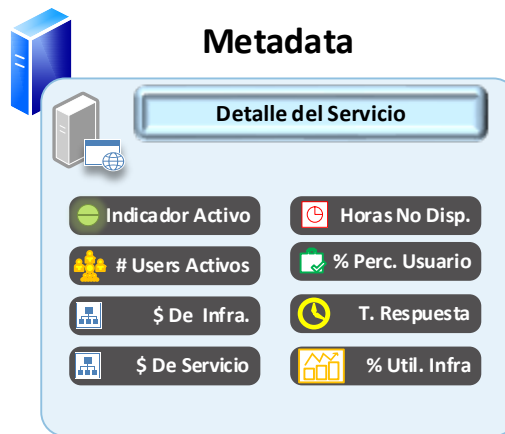 Metadata
Detalle del Servicio
Indicador Activo
Horas No Disp.
# Users Activos
% Perc. Usuario
$ De Infra.
T. Respuesta
$ De Servicio
% Util. Infra